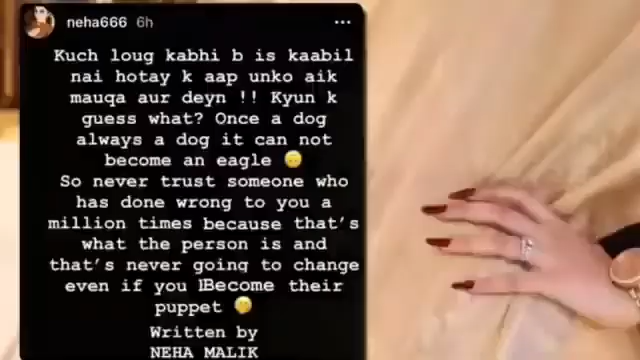 neha666 6h
Kuch loug kabhi b is kaabil
nai hotay k aap unko aik
mauqa aur deyn !! Kyun k
guess what? Once a dog
always a dog it can not
become an eagle 🙂
So never trust someone who
has done wrong to you a
million times because that's
what the person is and
that's never going to change
even if you Become their
puppet 🤭
Written by
NEHA MALIK